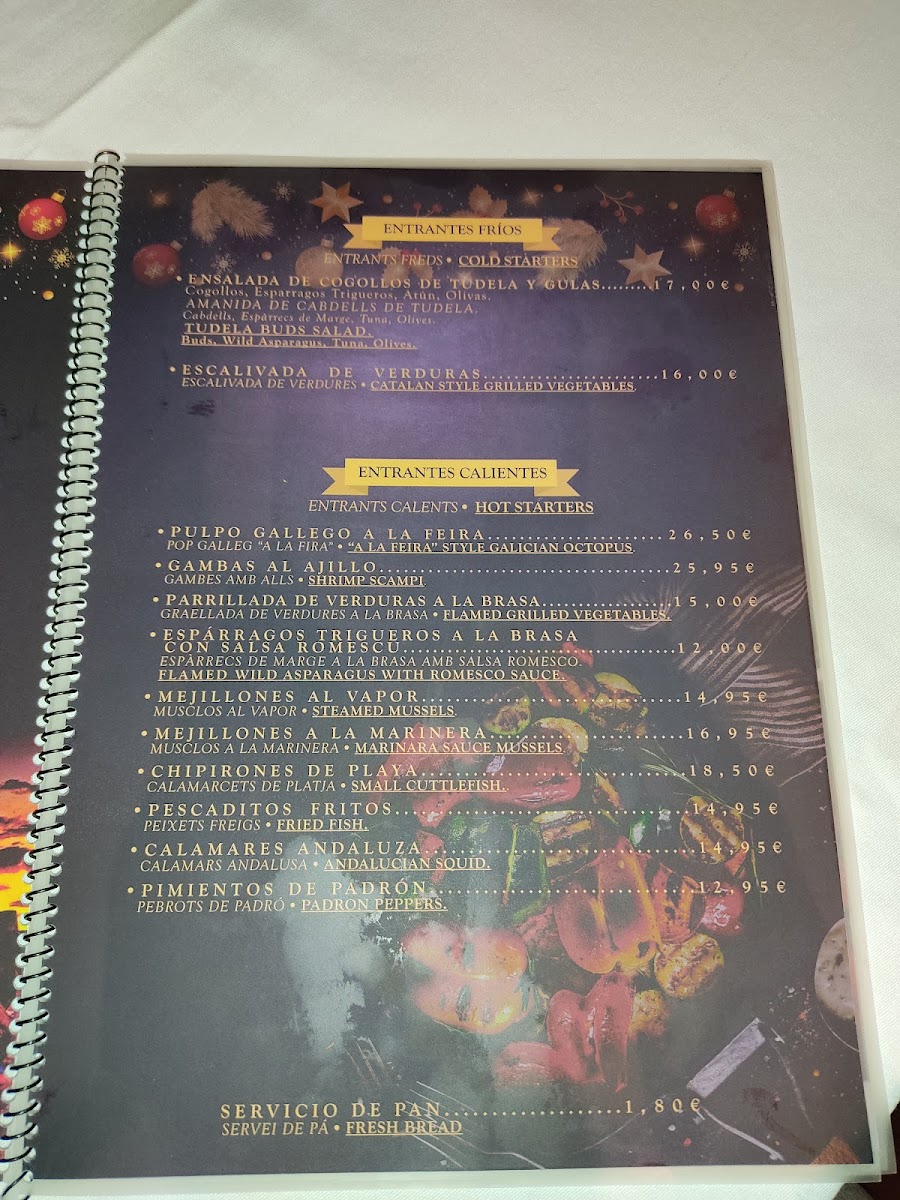 ENTRANTES FRÍOS
ENTRANTS FREDS • COLD STARTERS
• ENSALADA DE COGOLLOS DE TUDELA Y GULAS........17,00€
Cogollos, Esparragos Trigueros, Atún, Olivas.
AMANIDA DE CABDELLS DE TUDELA.
Cabdells, Espàrrecs de Marge, Tuna, Olives.
TUDELA BUDS SALAD.
Buds, Wild Asparagus, Tuna, Olives.
• ESCALIVADA DE VERDURAS........................16,00€
ESCALIVADA DE VERDURES • CATALAN STYLE GRILLED VEGETABLES.
ENTRANTES CALIENTES
ENTRANTS CALENTS • HOT STARTERS
• PULPO GALLEGO A LA FEIRA........................26,50€
POP GALLEG "A LA FIRA" • "A LA FEIRA" STYLE GALICIAN OCTOPUS.
• GAMBAS AL AJILLO........................................25,95€
GAMBES AMB ALLS • SHRIMP SCAMPI.
• PARRILLADA DE VERDURAS A LA BRASA..................15,00€
GRAELLADA DE VERDURES A LA BRASA • FLAMED GRILLED VEGETABLES.
• ESPÁRRAGOS TRIGUEROS A LA BRASA
CON SALSA ROMESCU.....................................12,00€
ESPÀRRECS DE MARGE A LA BRASA AMB SALSA ROMESCO.
FLAMED WILD ASPARAGUS WITH ROMESCO SAUCE.
• MEJILLONES AL VAPOR....................................14,95€
MUSCLOS AL VAPOR • STEAMED MUSSELS.
• MEJILLONES A LA MARINERA...........................16,95€
MUSCLOS A LA MARINERA • MARINARA SAUCE MUSSELS.
• CHIPIRONES DE PLAYA....................................18,50€
CALAMARCETS DE PLATJA • SMALL CUTTLEFISH.
• PESCADITOS FRITOS.......................................14,95€
PEIXETS FREIGS • FRIED FISH.
• CALAMARES ANDALUZA....................................14,95€
CALAMARS ANDALUSA • ANDALUCIAN SQUID.
• PIMIENTOS DE PADRÓN....................................12,95€
PEBROTS DE PADRÓ • PADRON PEPPERS.
SERVICIO DE PAN....................1,80€
SERVEI DE PÁ • FRESH BREAD